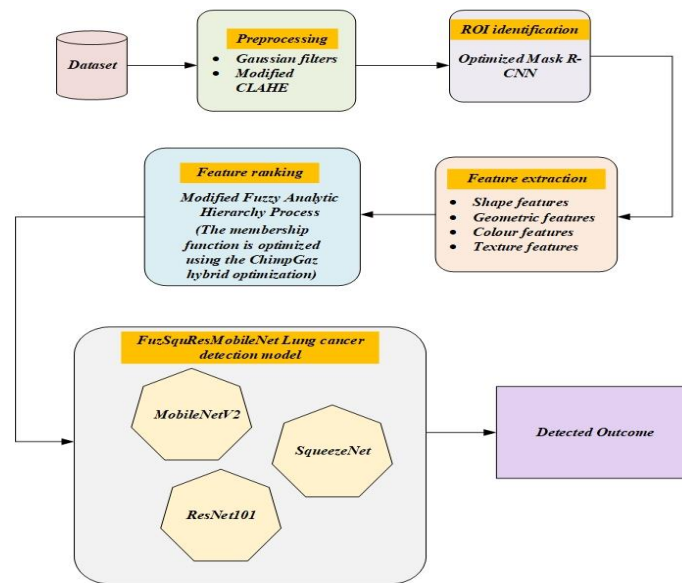 Dataset
Preprocessing
• Gaussian filters
• Modified
CLAHE
ROI identification
Optimized Mask R-
CNN
Feature extraction
• Shape features
• Geometric features
• Colour features
• Texture features
Feature ranking
Modified Fuzzy Analytic
Hierarchy Process
(The membership
function is optimized
using the ChimpGaz
hybrid optimization)
FuzSquResMobileNet Lung cancer
detection model
MobileNetV2
SqueezeNet
ResNet101
Detected Outcome